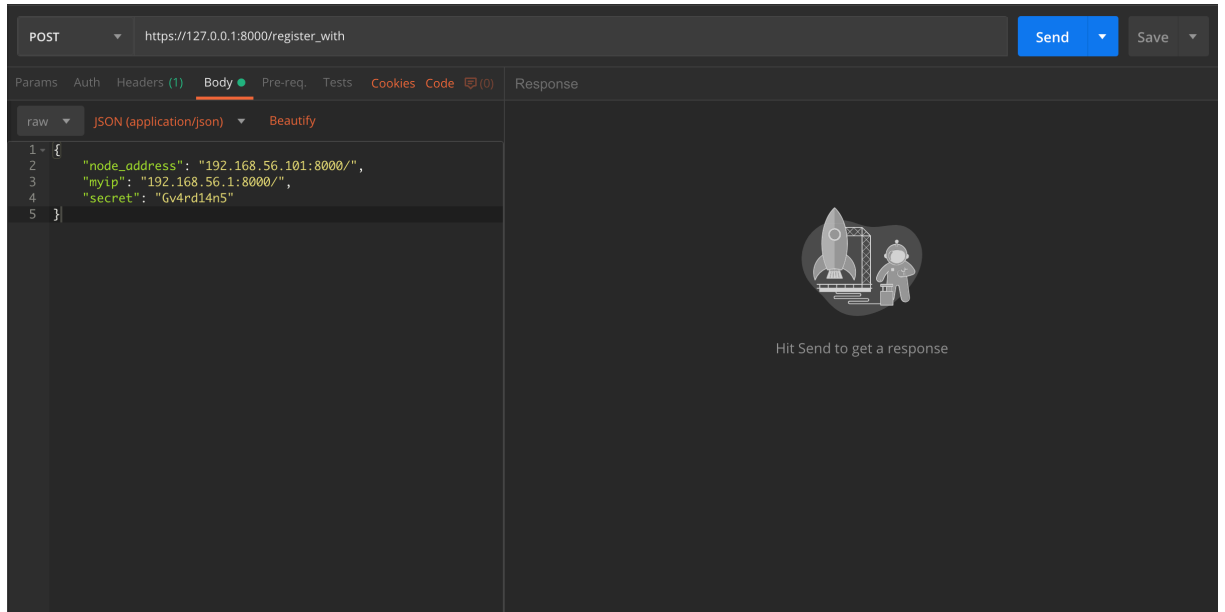 POST https://127.0.0.1:8000/register_with Send Save
Params Auth Headers (1) Body Pre-req. Tests Cookies Code (0) Response
raw JSON (application/json) Beautify
1 {
2 "node_address": "192.168.56.101:8000/",
3 "myip": "192.168.56.1:8000/",
4 "secret": "Gv4rd14n5"
5 }
Hit Send to get a response